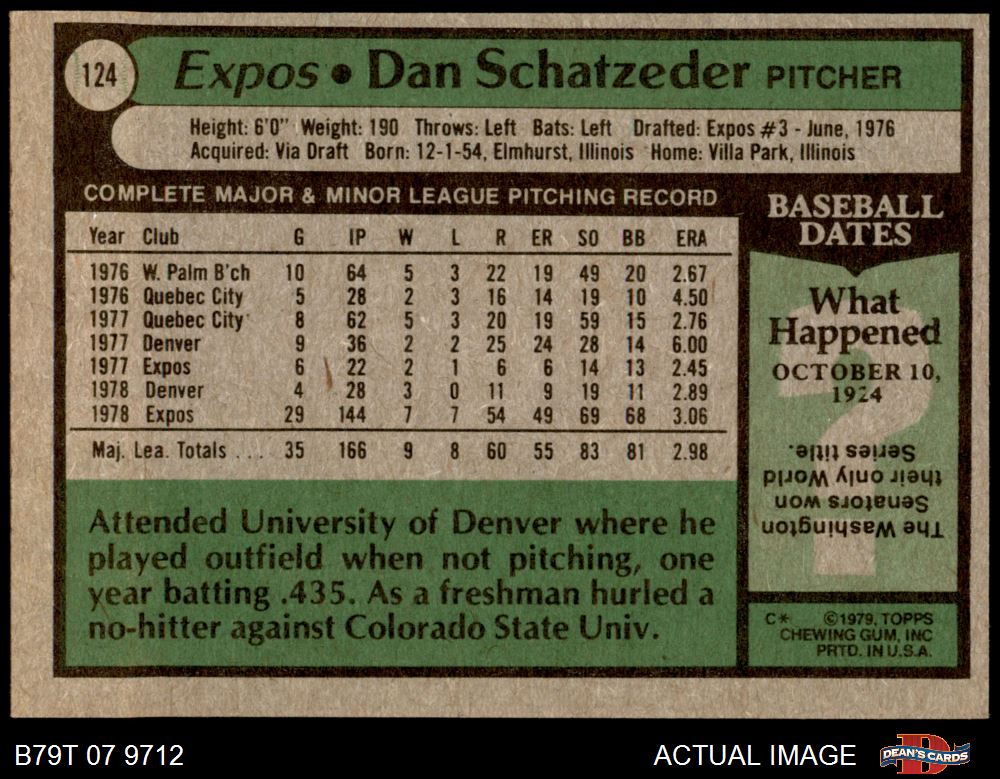 124
Expos • Dan Schatzeder PITCHER
Height: 6'0" Weight: 190 Throws: Left Bats: Left Drafted: Expos #3 - June, 1976
Acquired: Via Draft Born: 12-1-54, Elmhurst, Illinois Home: Villa Park, Illinois
COMPLETE MAJOR & MINOR LEAGUE PITCHING RECORD
Year Club G IP W L R ER SO BB ERA
1976 W. Palm B'ch 10 64 5 3 22 19 49 20 2.67
1976 Quebec City 5 28 2 3 16 14 19 10 4.50
1977 Quebec City 8 62 5 3 20 19 59 15 2.76
1977 Denver 9 36 2 2 25 24 28 14 6.00
1977 Expos 6 22 2 1 6 6 14 13 2.45
1978 Denver 4 28 3 0 11 9 19 11 2.89
1978 Expos 29 144 7 7 54 49 69 68 3.06
Maj. Lea. Totals ... 35 166 9 8 60 55 83 81 2.98
Attended University of Denver where he
played outfield when not pitching, one
year batting .435. As a freshman hurled a
no-hitter against Colorado State Univ.
BASEBALL
DATES
What
Happened
OCTOBER 10,
1924
The Washington
Senators won
their only World
Series title.
C* ©1979, TOPPS
CHEWING GUM, INC
PRTD. IN U.S.A.
B79T 07 9712
ACTUAL IMAGE
DEAN'S CARDS